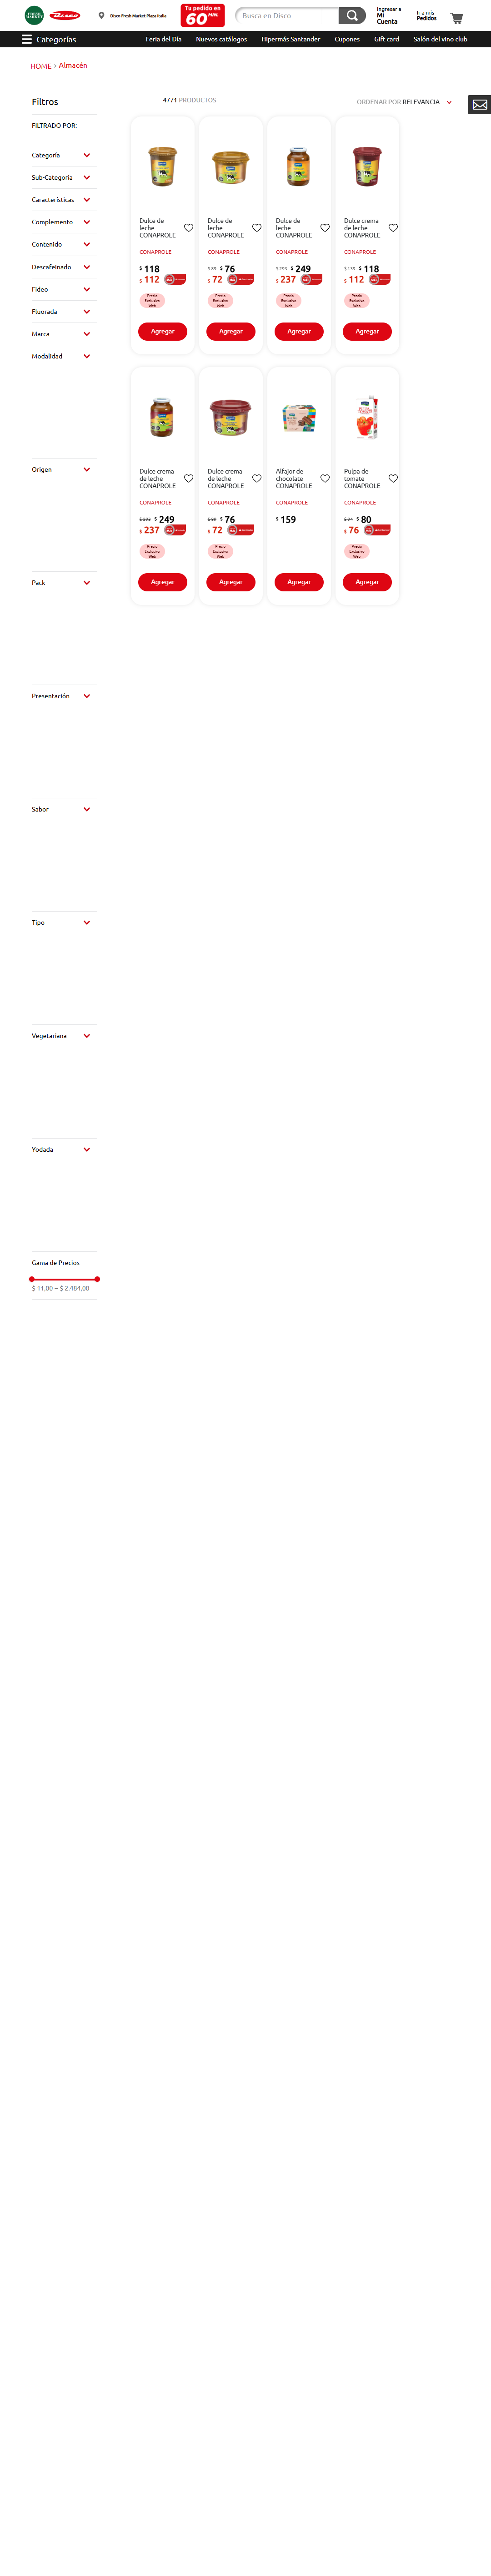 FRESH MARKET
Disco
Disco Fresh Market Plaza Italia
Tu pedido en
60 MIN.
Busca en Disco
Ingresar a
Mi
Cuenta
Ir a mis
Pedidos
Categorías
Feria del Día
Nuevos catálogos
Hipermás Santander
Cupones
Gift card
Salón del vino club
HOME > Almacén
Filtros
FILTRADO POR:
Categoría
Sub-Categoría
Características
Complemento
Contenido
Descafeinado
Fideo
Fluorada
Marca
Modalidad
Origen
Pack
Presentación
Sabor
Tipo
Vegetariana
Yodada
Gama de Precios
$ 11,00 – $ 2.484,00
4771 PRODUCTOS
ORDENAR POR RELEVANCIA
Dulce de
leche
CONAPROLE
CONAPROLE
$ 118
$ 112
Precio
Exclusivo
Web
Agregar
Dulce de
leche
CONAPROLE
CONAPROLE
$ 89 $ 76
$ 72
Precio
Exclusivo
Web
Agregar
Dulce de
leche
CONAPROLE
CONAPROLE
$ 249
$ 237
Precio
Exclusivo
Web
Agregar
Dulce crema
de leche
CONAPROLE
CONAPROLE
$ 118
$ 112
Precio
Exclusivo
Web
Agregar
Dulce crema
de leche
CONAPROLE
CONAPROLE
$ 249
$ 237
Precio
Exclusivo
Web
Agregar
Dulce crema
de leche
CONAPROLE
CONAPROLE
$ 89 $ 76
$ 72
Precio
Exclusivo
Web
Agregar
Alfajor de
chocolate
CONAPROLE
CONAPROLE
$ 159
Agregar
Pulpa de
tomate
CONAPROLE
CONAPROLE
$ 94 $ 80
$ 76
Precio
Exclusivo
Web
Agregar